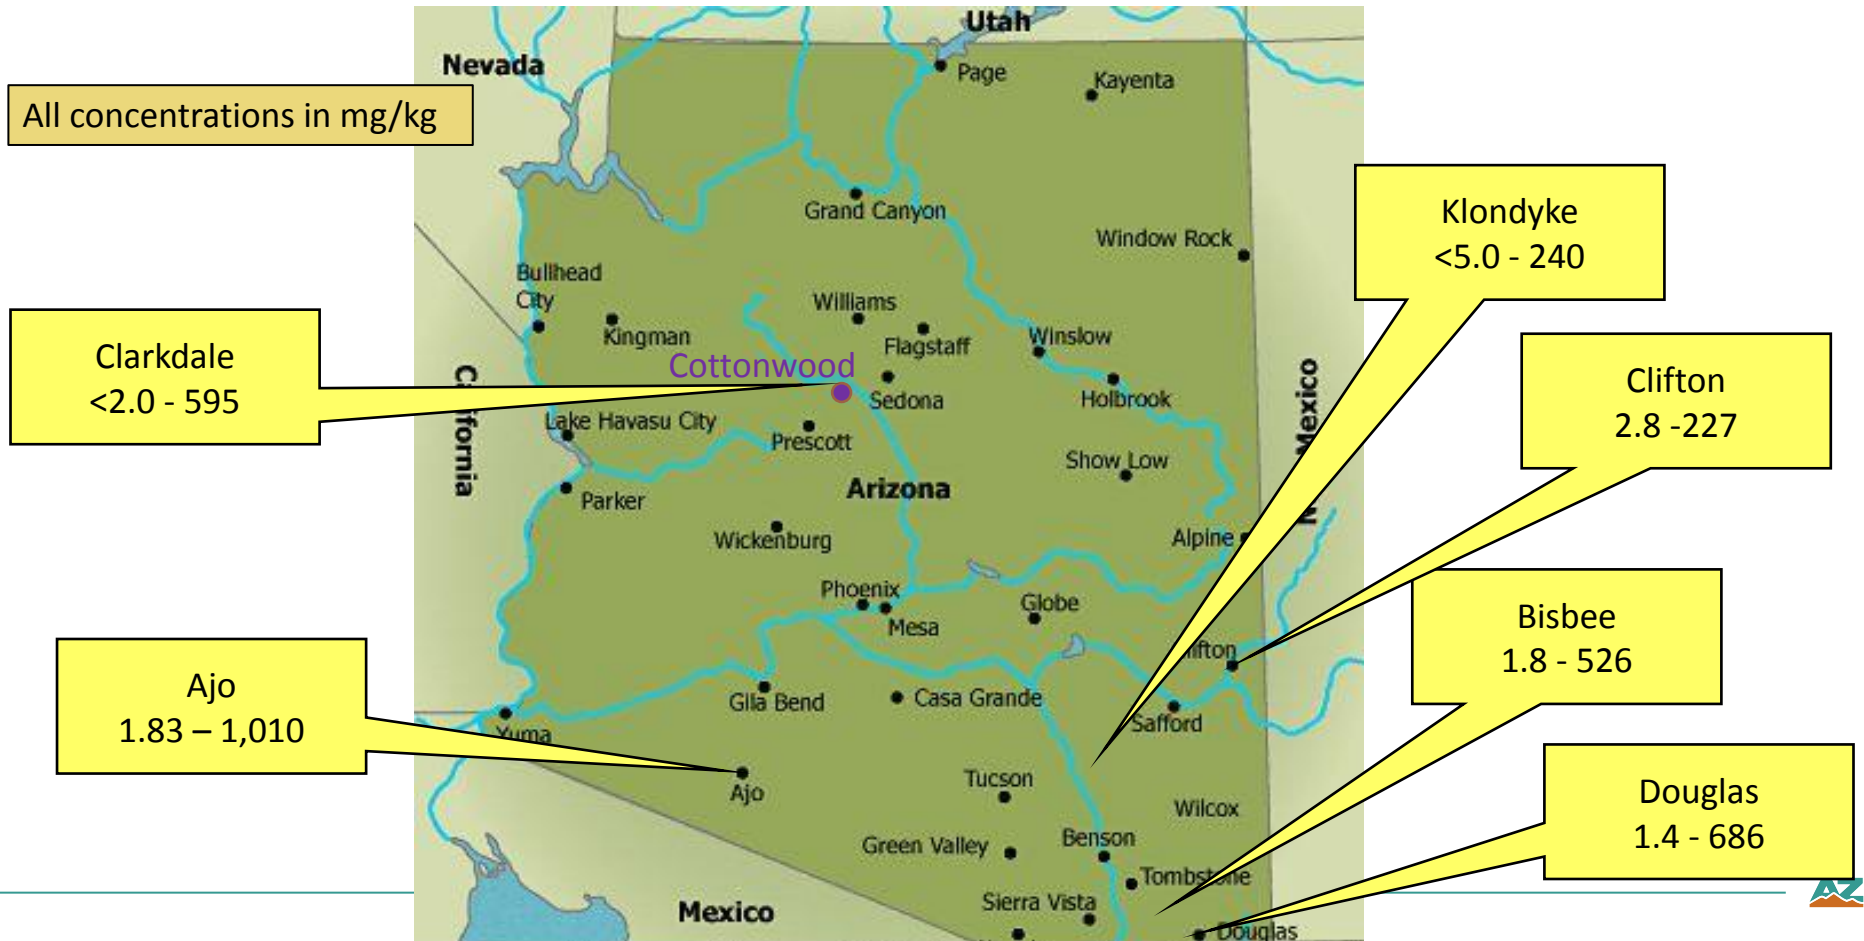 Utah
Nevada
Page
Kayenta
All concentrations in mg/kg
Grand Canyon
Klondyke
<5.0 - 240
Window Rock
Bullhead
City
Williams
Kingman
Flagstaff
Winslow
Clarkdale
<2.0 - 595
Cottonwood
California
Sedona
Holbrook
Mexico
Clifton
2.8 -227
Lake Havasu City
Prescott
Show Low
Arizona
Parker
Wickenburg
Alpine
Phoenix
Globe
Mesa
Bisbee
1.8 - 526
Ajo
1.83 – 1,010
Gila Bend
Casa Grande
Safford
Yuma
Tucson
Ajo
Wilcox
Douglas
1.4 - 686
Green Valley
Benson
Tombstone
AZ
Sierra Vista
Mexico
Douglas